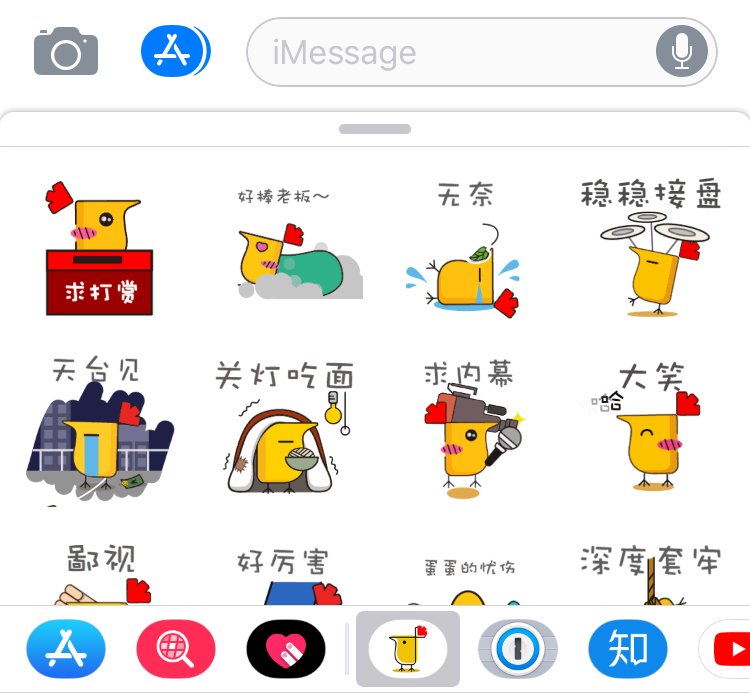 iMessage
好棒老板~
无奈
稳稳接盘
求打赏
天台见
关灯吃面
求内幕
大笑
哈哈
鄙视
好厉害
蛋蛋的忧伤
深度套牢
知